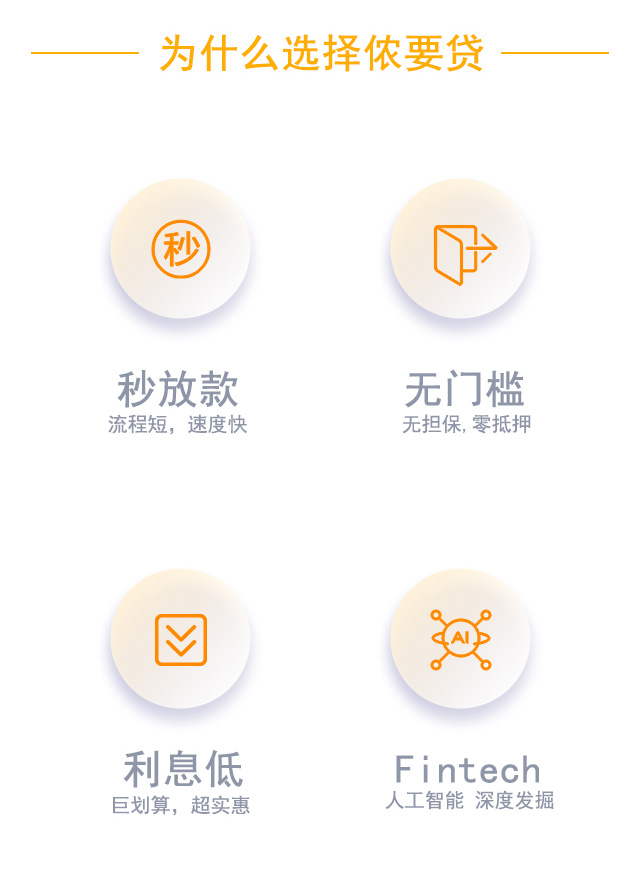 为什么选择侬要贷
秒
秒放款
流程短，速度快
无门槛
无担保,零抵押
利息低
巨划算，超实惠
AI
Fintech
人工智能 深度发掘